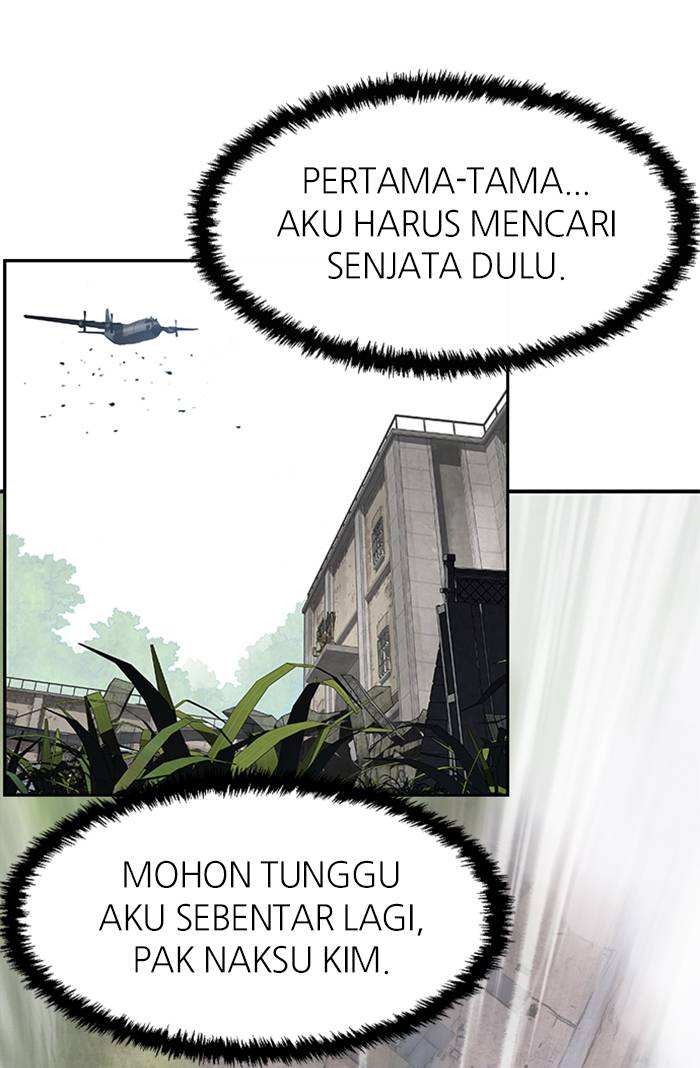 PERTAMA-TAMA...
AKU HARUS MENCARI
SENJATA DULU.
MOHON TUNGGU
AKU SEBENTAR LAGI,
PAK NAKSU KIM.